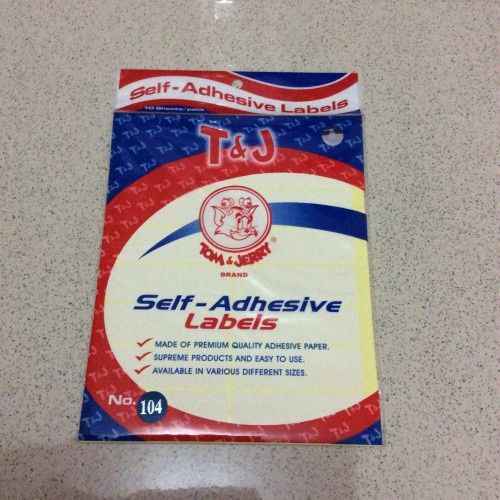 Self-Adhesive Labels
10 Sheets/pack
T&J
TOM & JERRY®
BRAND
Self-Adhesive
Labels
MADE OF PREMIUM QUALITY ADHESIVE PAPER.
SUPREME PRODUCTS AND EASY TO USE.
AVAILABLE IN VARIOUS DIFFERENT SIZES.
No. 104